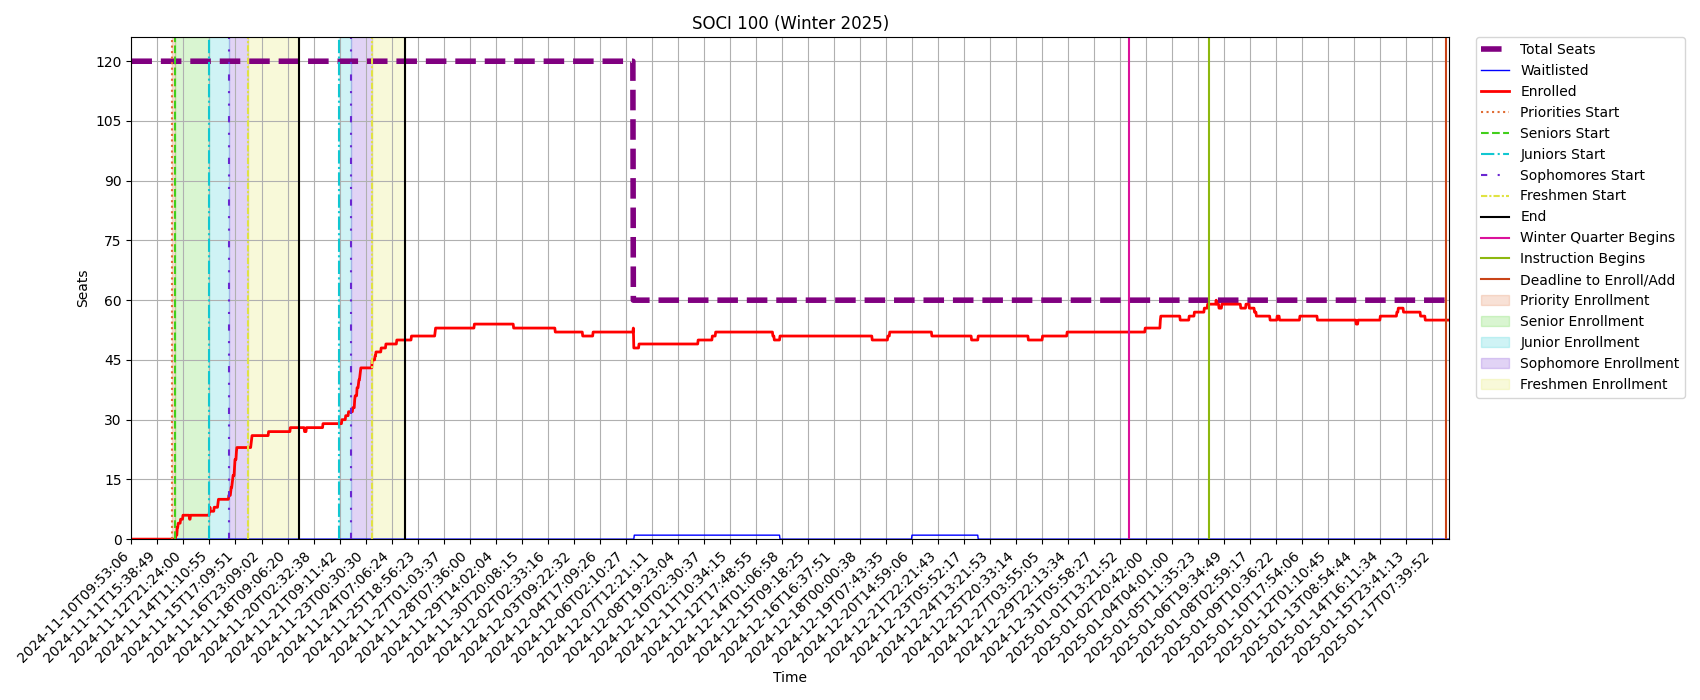 SOCI 100 (Winter 2025)
Seats
120
105
90
75
60
45
30
15
0
2024-11-10T09:53:06
2024-11-11T15:38:49
2024-11-12T21:24:00
2024-11-14T11:10:55
2024-11-15T17:09:51
2024-11-16T23:09:02
2024-11-18T09:06:20
2024-11-20T02:32:38
2024-11-21T09:11:42
2024-11-23T00:30:30
2024-11-24T07:06:24
2024-11-25T18:56:23
2024-11-27T01:03:37
2024-11-28T07:36:00
2024-11-29T14:02:04
2024-11-30T20:08:15
2024-12-02T02:33:16
2024-12-03T09:22:32
2024-12-04T17:09:26
2024-12-06T02:10:27
2024-12-07T12:21:11
2024-12-08T19:23:04
2024-12-10T02:30:37
2024-12-11T10:34:15
2024-12-12T17:48:55
2024-12-14T01:06:58
2024-12-15T09:18:25
2024-12-16T16:37:51
2024-12-18T00:00:38
2024-12-19T07:43:35
2024-12-20T14:59:06
2024-12-21T22:21:43
2024-12-23T05:52:17
2024-12-24T13:21:53
2024-12-25T20:33:14
2024-12-27T03:55:05
2024-12-29T22:13:34
2024-12-31T05:58:27
2025-01-01T13:21:52
2025-01-02T20:42:00
2025-01-04T04:01:00
2025-01-05T11:35:23
2025-01-06T19:34:49
2025-01-08T02:59:17
2025-01-09T10:36:22
2025-01-10T17:54:06
2025-01-12T01:10:45
2025-01-13T08:54:44
2025-01-14T16:11:34
2025-01-15T23:41:13
2025-01-17T07:39:52
Time
Total Seats
Waitlisted
Enrolled
Priorities Start
Seniors Start
Juniors Start
Sophomores Start
Freshmen Start
End
Winter Quarter Begins
Instruction Begins
Deadline to Enroll/Add
Priority Enrollment
Senior Enrollment
Junior Enrollment
Sophomore Enrollment
Freshmen Enrollment